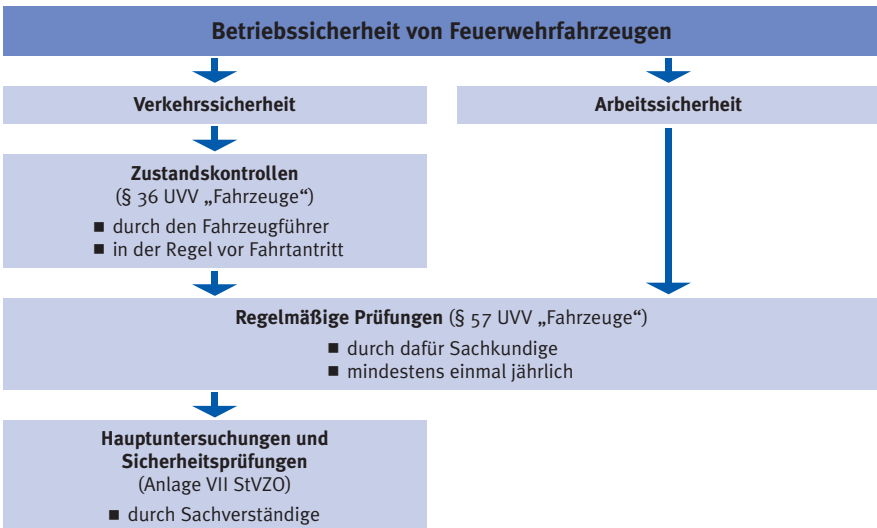 Betriebssicherheit von Feuerwehrfahrzeugen
Verkehrssicherheit
Arbeitssicherheit
Zustandskontrollen
(§ 36 UVV „Fahrzeuge“)
■ durch den Fahrzeugführer
■ in der Regel vor Fahrtantritt
Regelmäßige Prüfungen (§ 57 UVV „Fahrzeuge“)
■ durch dafür Sachkundige
■ mindestens einmal jährlich
Hauptuntersuchungen und
Sicherheitsprüfungen
(Anlage VII StVZO)
■ durch Sachverständige